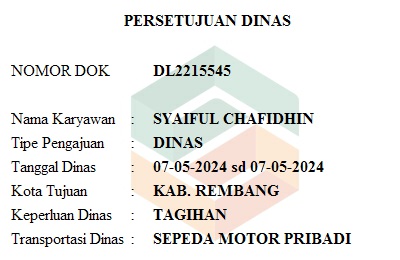 PERSETUJUAN DINAS
NOMOR DOK DL2215545
Nama Karyawan : SYAIFUL CHAFIDHIN
Tipe Pengajuan : DINAS
Tanggal Dinas : 07-05-2024 sd 07-05-2024
Kota Tujuan : KAB. REMBANG
Keperluan Dinas : TAGIHAN
Transportasi Dinas : SEPEDA MOTOR PRIBADI